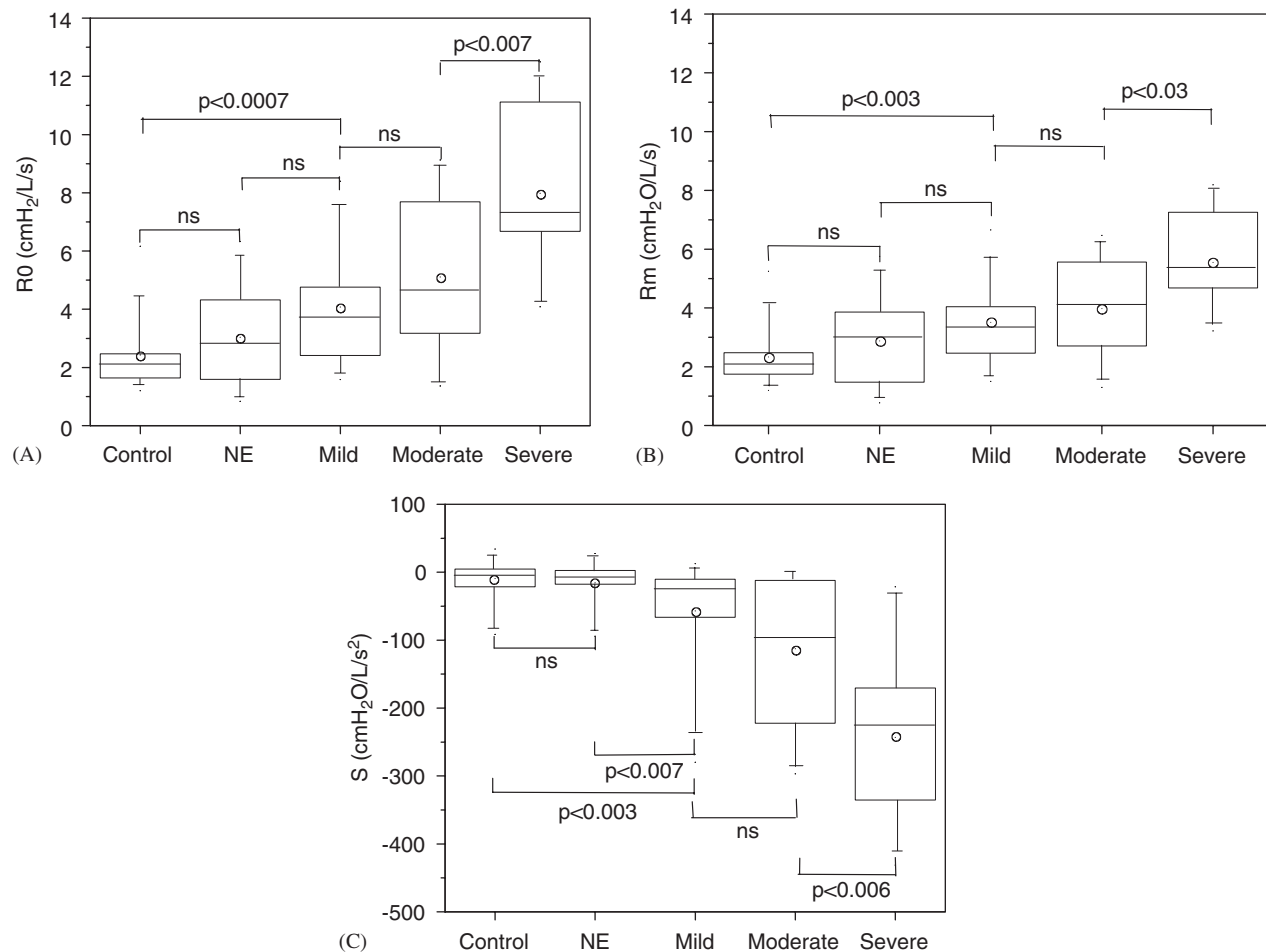 14
12
10
8
6
4
2
0
R0 (cmH₂/L/s)
p<0.007
p<0.0007
ns
ns
ns
Control NE Mild Moderate Severe
(A)
14
12
10
8
6
4
2
0
Rm (cmH₂O/L/s)
p<0.03
p<0.003
ns
ns
ns
Control NE Mild Moderate Severe
(B)
100
0
-100
-200
-300
-400
-500
S (cmH₂O/L/s²)
ns
p<0.007
p<0.003
ns
p<0.006
Control NE Mild Moderate Severe
(C)